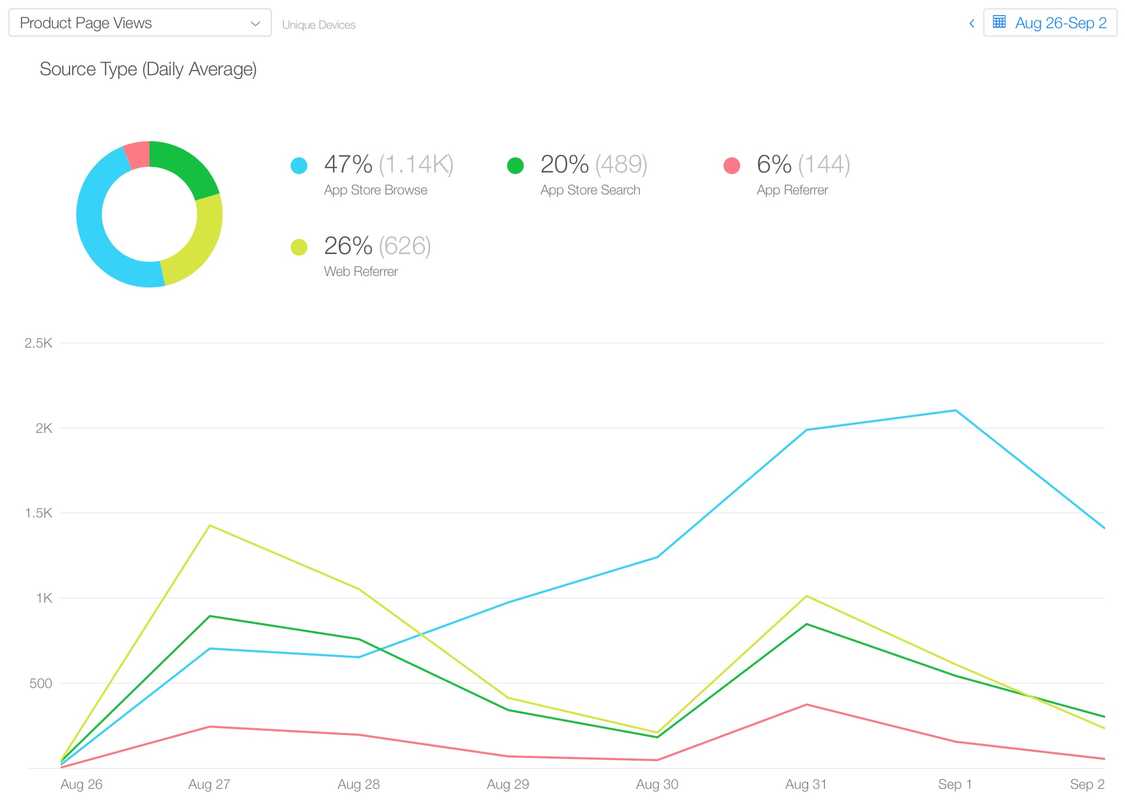 Product Page Views
Unique Devices
Aug 26-Sep 2
Source Type (Daily Average)
47% (1.14K)
App Store Browse
20% (489)
App Store Search
6% (144)
App Referrer
26% (626)
Web Referrer
2.5K
2K
1.5K
1K
500
Aug 26 Aug 27 Aug 28 Aug 29 Aug 30 Aug 31 Sep 1 Sep 2